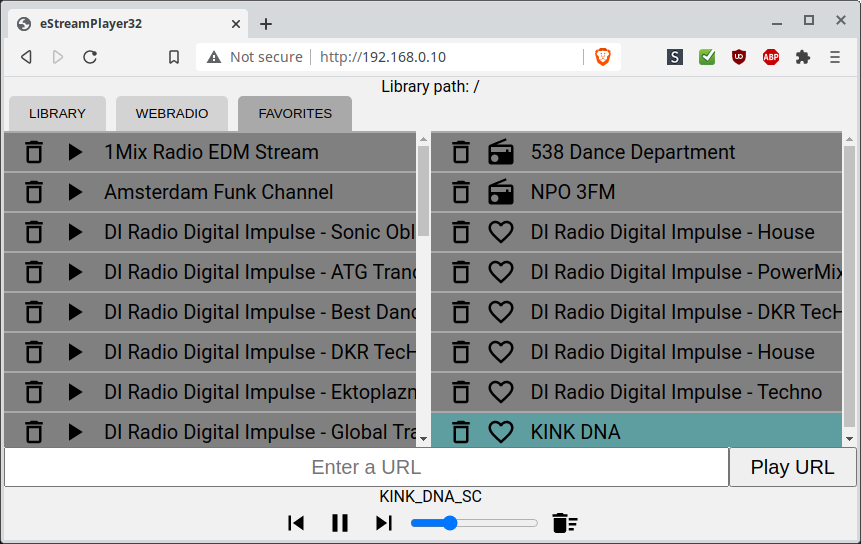 eStreamPlayer32
Not secure
http://192.168.0.10
S
UD
ABP
Library path: /
LIBRARY
WEBRADIO
FAVORITES
1Mix Radio EDM Stream
Amsterdam Funk Channel
DI Radio Digital Impulse - Sonic Obl
DI Radio Digital Impulse - ATG Tranc
DI Radio Digital Impulse - Best Danc
DI Radio Digital Impulse - DKR TecH
DI Radio Digital Impulse - Ektoplazn
DI Radio Digital Impulse - Global Tra
538 Dance Department
NPO 3FM
DI Radio Digital Impulse - House
DI Radio Digital Impulse - PowerMix
DI Radio Digital Impulse - DKR TecH
DI Radio Digital Impulse - House
DI Radio Digital Impulse - Techno
KINK DNA
Enter a URL
Play URL
KINK_DNA_SC